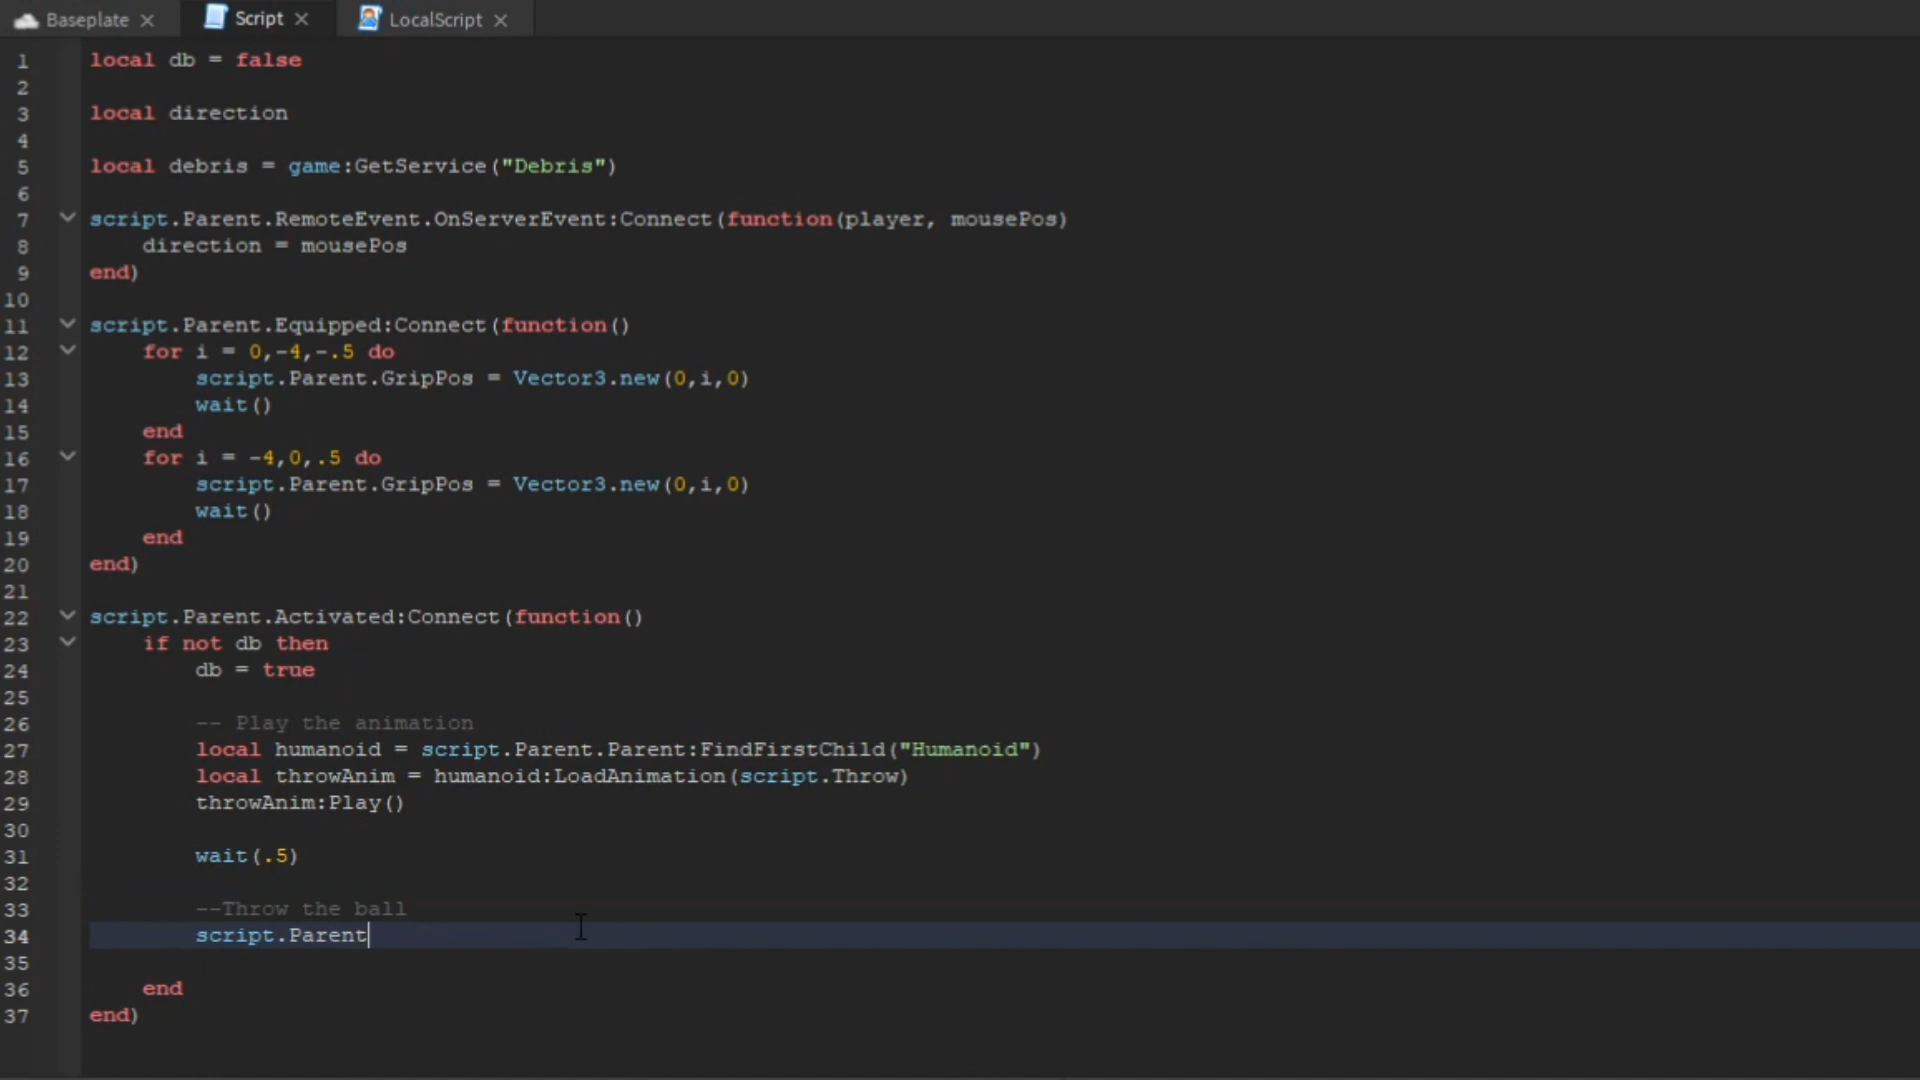 Baseplate Script LocalScript
1 local db = false
2
3 local direction
4
5 local debris = game:GetService("Debris")
6
7 script.Parent.RemoteEvent.OnServerEvent:Connect(function(player, mousePos)
8 direction = mousePos
9 end)
10
11 script.Parent.Equipped:Connect(function()
12 for i = 0,-4,-.5 do
13 script.Parent.GripPos = Vector3.new(0,i,0)
14 wait()
15 end
16 for i = -4,0,.5 do
17 script.Parent.GripPos = Vector3.new(0,i,0)
18 wait()
19 end
20 end)
21
22 script.Parent.Activated:Connect(function()
23 if not db then
24 db = true
25
26 -- Play the animation
27 local humanoid = script.Parent.Parent:FindFirstChild("Humanoid")
28 local throwAnim = humanoid:LoadAnimation(script.Throw)
29 throwAnim:Play()
30
31 wait(.5)
32
33 --Throw the ball
34 script.Parent
35
36 end
37 end)